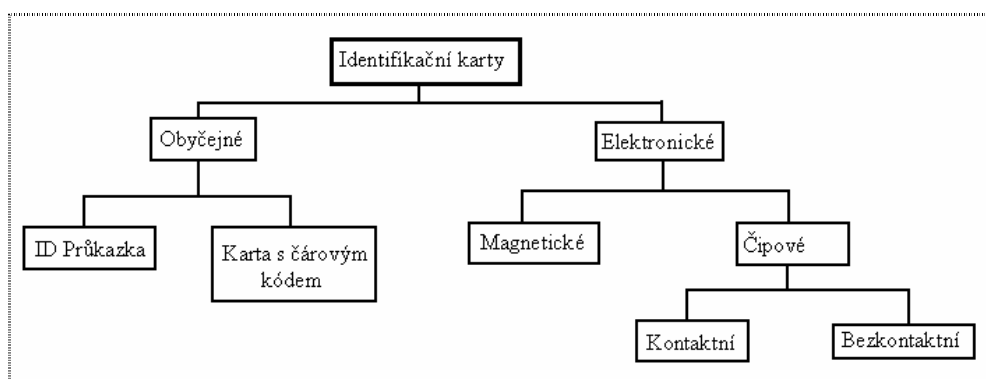 Identifikační karty
Obyčejné
Elektronické
ID Průkazka
Karta s čárovým
kódem
Magnetické
Čipové
Kontaktní
Bezkontaktní